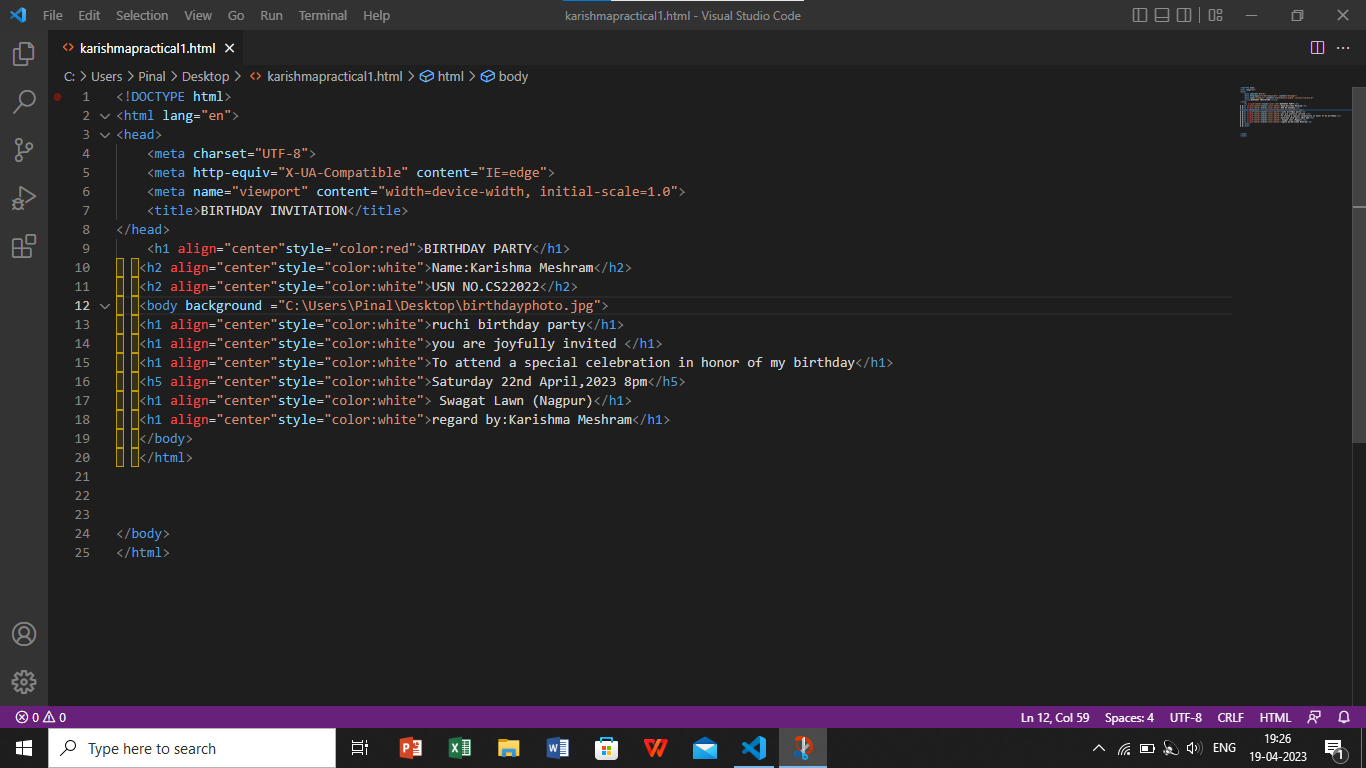 File Edit Selection View Go Run Terminal Help karishmapractical1.html - Visual Studio Code
karishmapractical1.html
C: > Users > Pinal > Desktop > karishmapractical1.html > html > body
1 <!DOCTYPE html>
2 <html lang="en">
3 <head>
4 <meta charset="UTF-8">
5 <meta http-equiv="X-UA-Compatible" content="IE=edge">
6 <meta name="viewport" content="width=device-width, initial-scale=1.0">
7 <title>BIRTHDAY INVITATION</title>
8 </head>
9 <h1 align="center"style="color:red">BIRTHDAY PARTY</h1>
10 <h2 align="center"style="color:white">Name:Karishma Meshram</h2>
11 <h2 align="center"style="color:white">USN NO.CS22022</h2>
12 <body background ="C:\Users\Pinal\Desktop\birthdayphoto.jpg">
13 <h1 align="center"style="color:white">ruchi birthday party</h1>
14 <h1 align="center"style="color:white">you are joyfully invited </h1>
15 <h1 align="center"style="color:white">To attend a special celebration in honor of my birthday</h1>
16 <h5 align="center"style="color:white">Saturday 22nd April,2023 8pm</h5>
17 <h1 align="center"style="color:white"> Swagat Lawn (Nagpur)</h1>
18 <h1 align="center"style="color:white">regard by:Karishma Meshram</h1>
19 </body>
20 </html>
21
22
23
24 </body>
25 </html>
0 0 Ln 12, Col 59 Spaces: 4 UTF-8 CRLF HTML
Type here to search ENG 19:26
19-04-2023 1